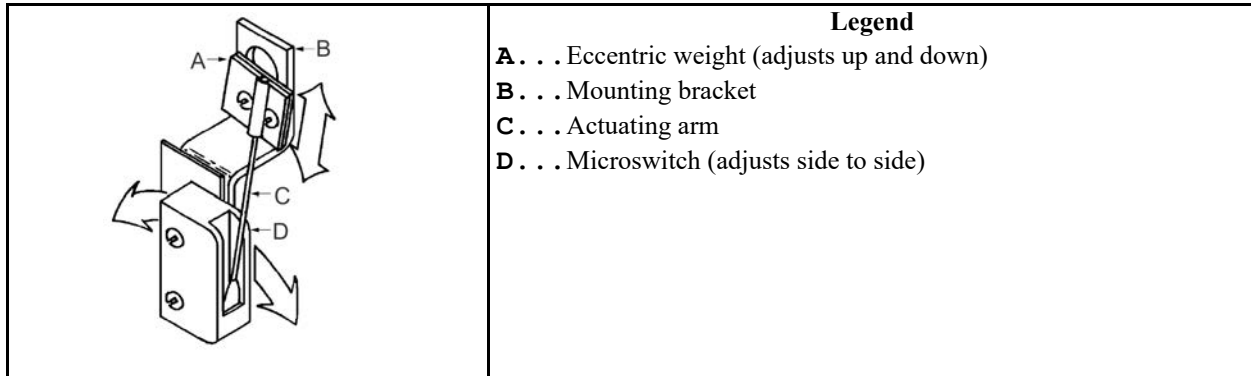 A
B
C
D
Legend
A...Eccentric weight (adjusts up and down)
B...Mounting bracket
C...Actuating arm
D...Microswitch (adjusts side to side)